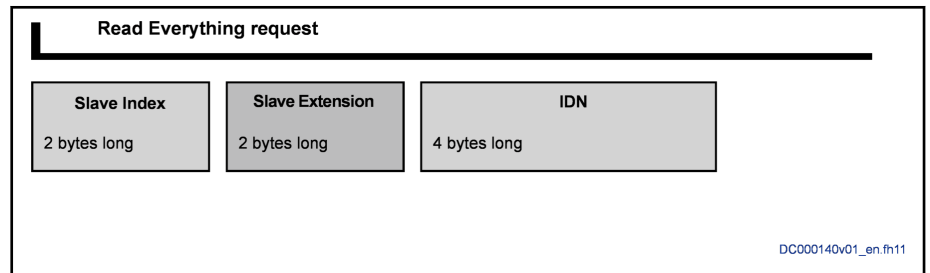 Read Everything request
Slave Index
Slave Extension
IDN
2 bytes long
2 bytes long
4 bytes long
DC000140v01_en.fh11